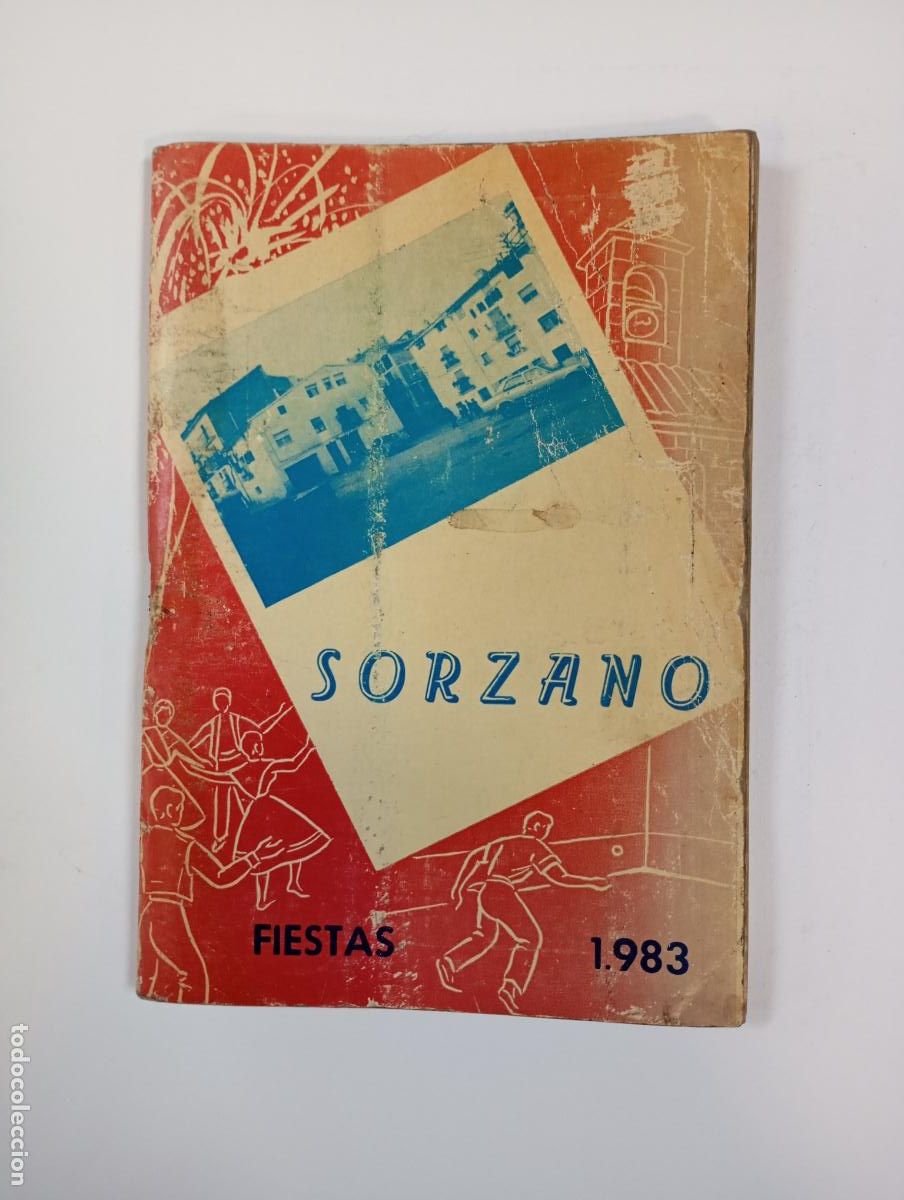 SORZANO
FIESTAS 1.983
todocoleccion